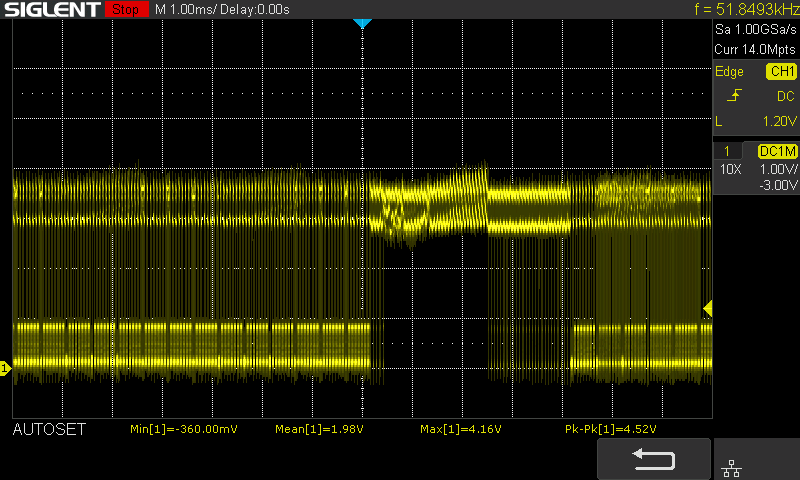 SIGLENT Stop M 1.00ms/ Delay:0.00s f = 51.8493kHz
Sa 1.00GSa/s
Curr 14.0Mpts
Edge CH1
DC
L 1.20V
1 DC1M
10X 1.00V/
-3.00V
1
AUTOSET Min[1]=-360.00mV Mean[1]=1.98V Max[1]=4.16V Pk-Pk[1]=4.52V